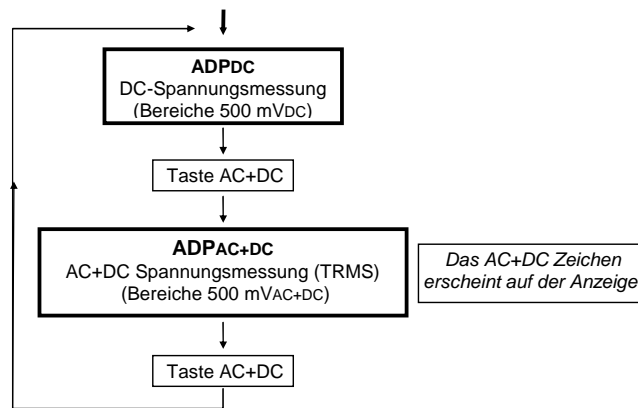 ADPDC
DC-Spannungsmessung
(Bereiche 500 mVDC)
Taste AC+DC
ADPAC+DC
AC+DC Spannungsmessung (TRMS)
(Bereiche 500 mVAC+DC)
Das AC+DC Zeichen
erscheint auf der Anzeige
Taste AC+DC